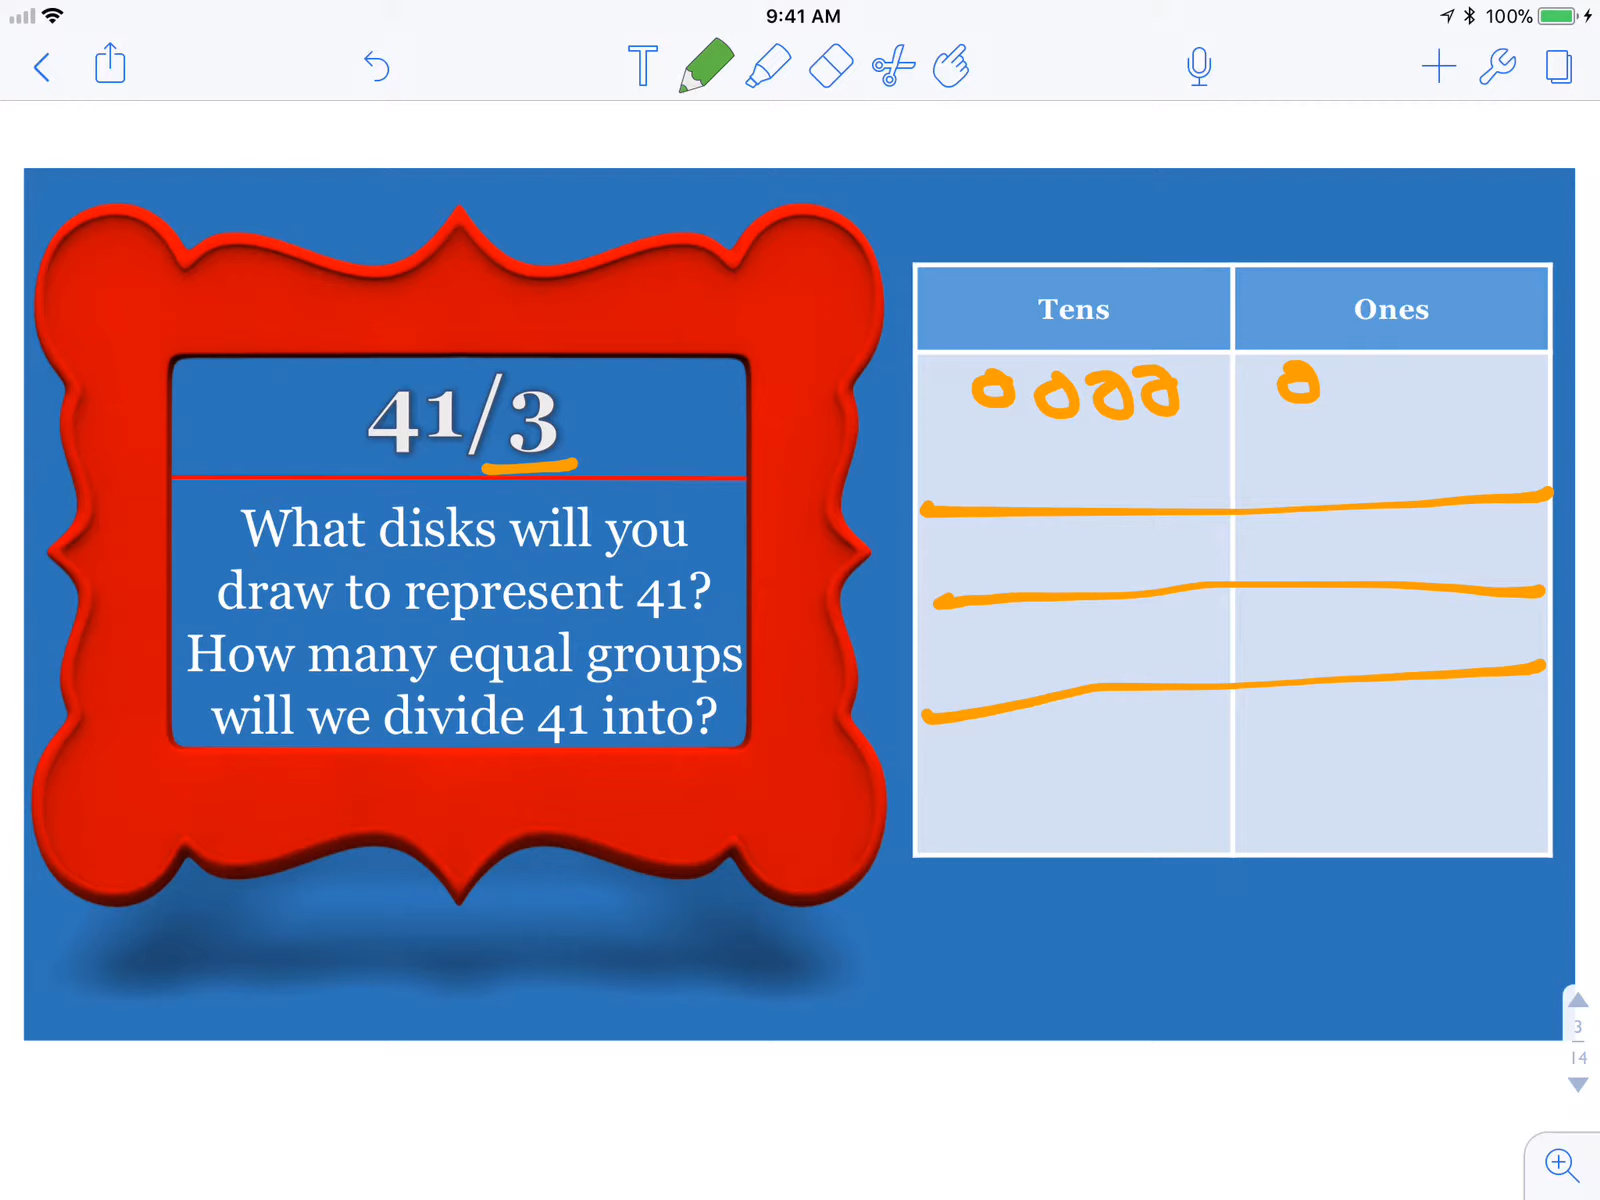 9:41 AM
100%
T
41/3
What disks will you
draw to represent 41?
How many equal groups
will we divide 41 into?
Tens
Ones
3
14